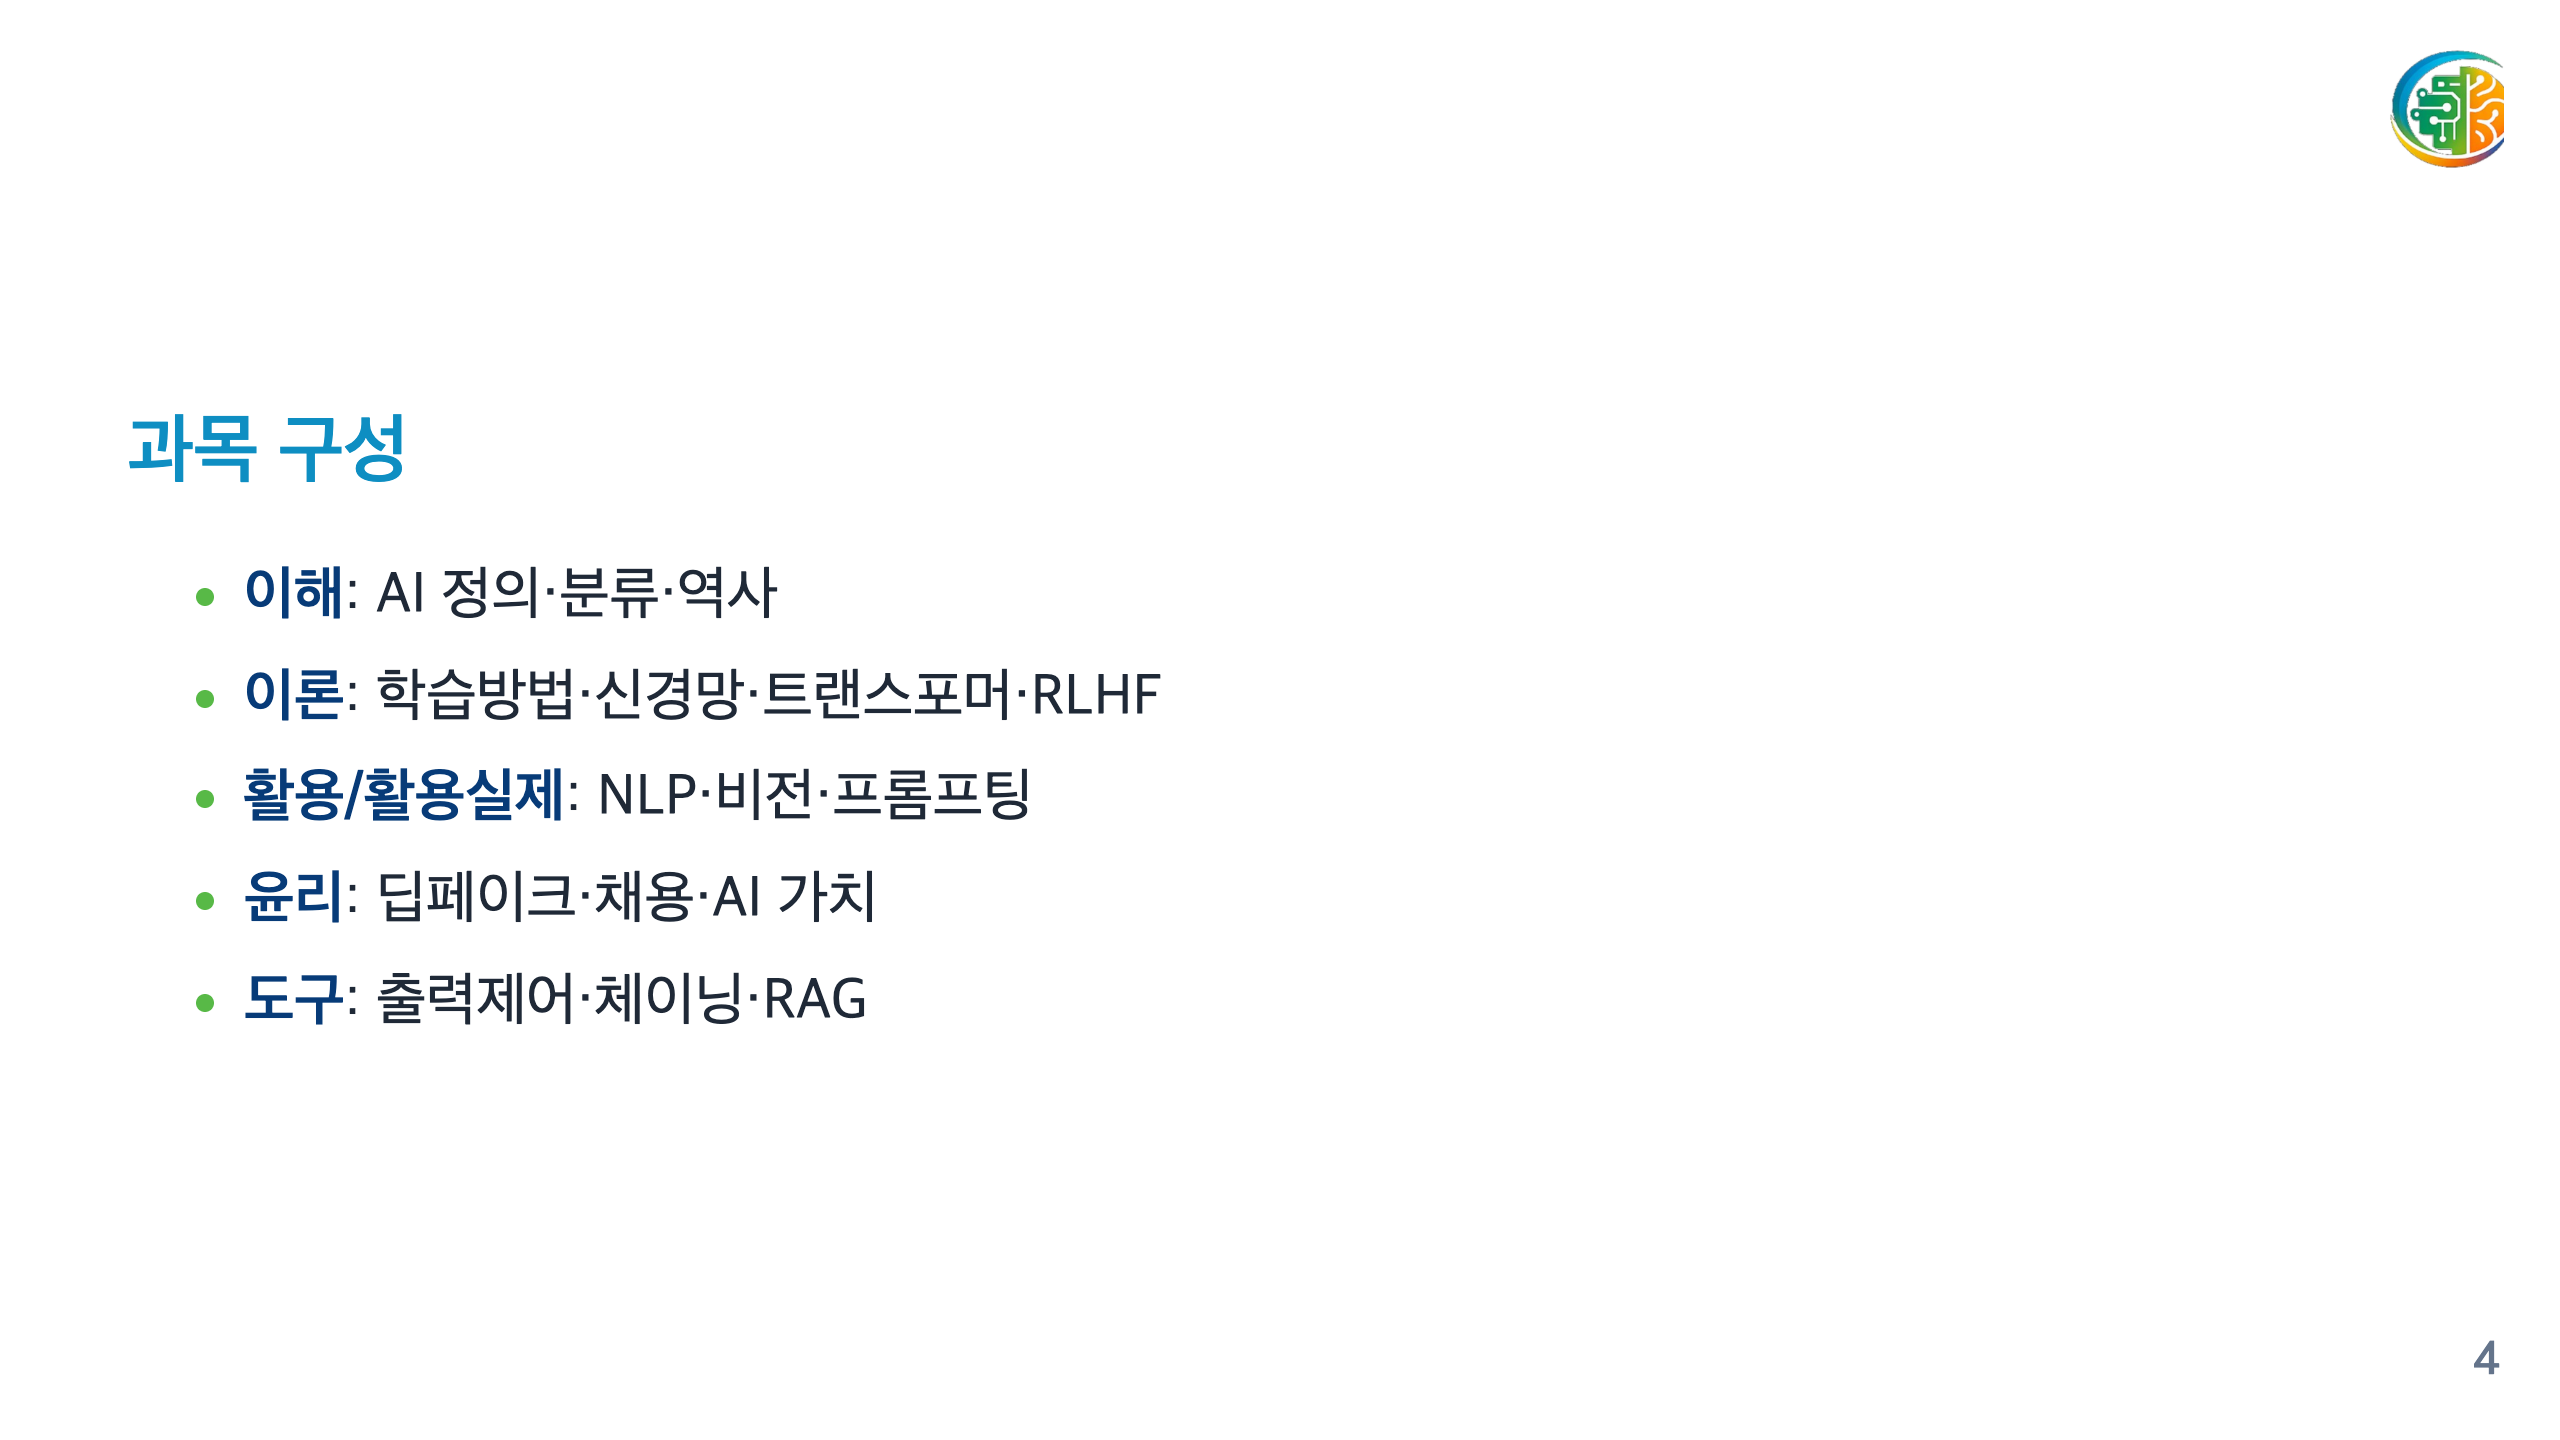 과목 구성
이해: AI 정의·분류·역사
이론: 학습방법·신경망·트랜스포머·RLHF
활용/활용실제: NLP·비전·프롬프팅
윤리: 딥페이크·채용·AI 가치
도구: 출력제어·체이닝·RAG
4